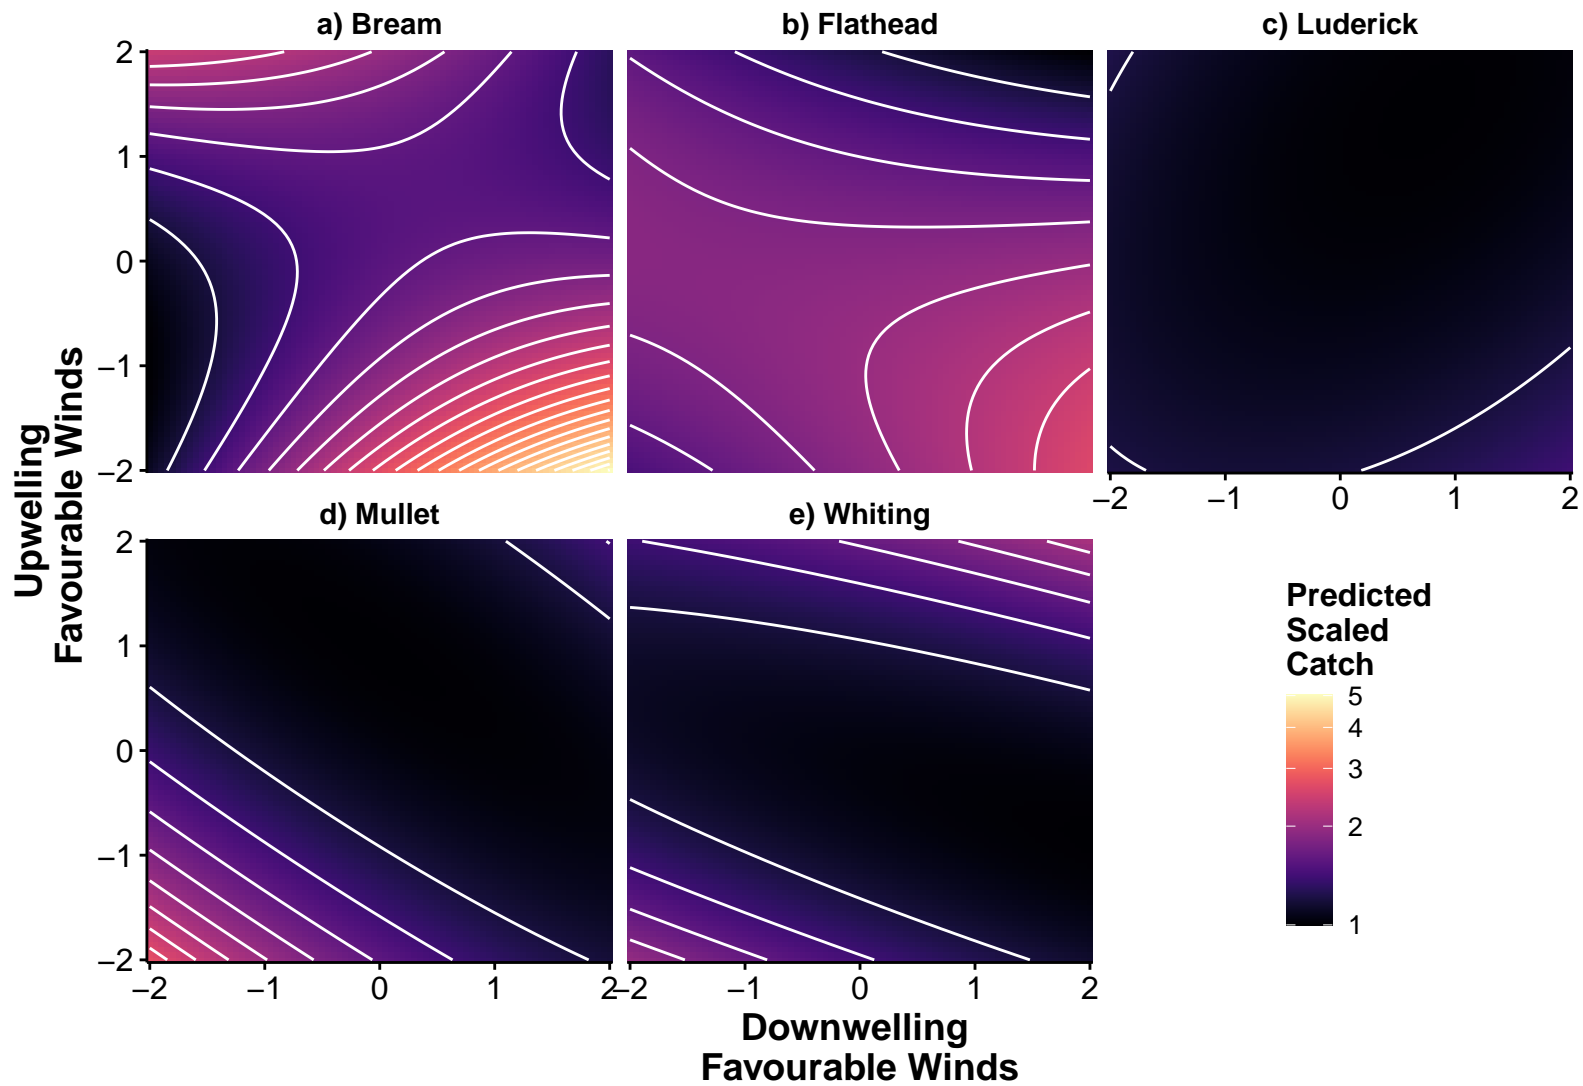 a) Bream
b) Flathead
c) Luderick
2
1
0
−1
−2
−2 −1 0 1 2
Upwelling
Favourable Winds
d) Mullet
e) Whiting
2
1
0
−1
−2
−2 −1 0 1 2
−2 −1 0 1 2
Downwelling
Favourable Winds
Predicted
Scaled
Catch
5
4
3
2
1